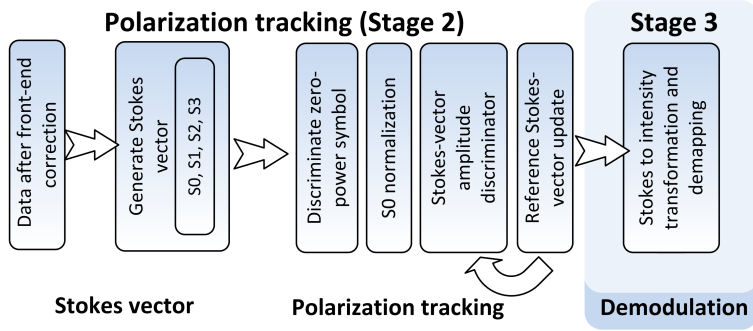 Polarization tracking (Stage 2)
Stage 3
Data after front-end
correction
Generate Stokes
vector
S0, S1, S2, S3
Discriminate zero-
power symbol
S0 normalization
Stokes-vector
amplitude
discriminator
Reference Stokes-
vector update
Stokes to intensity
transformation and
demapping
Stokes vector
Polarization tracking
Demodulation